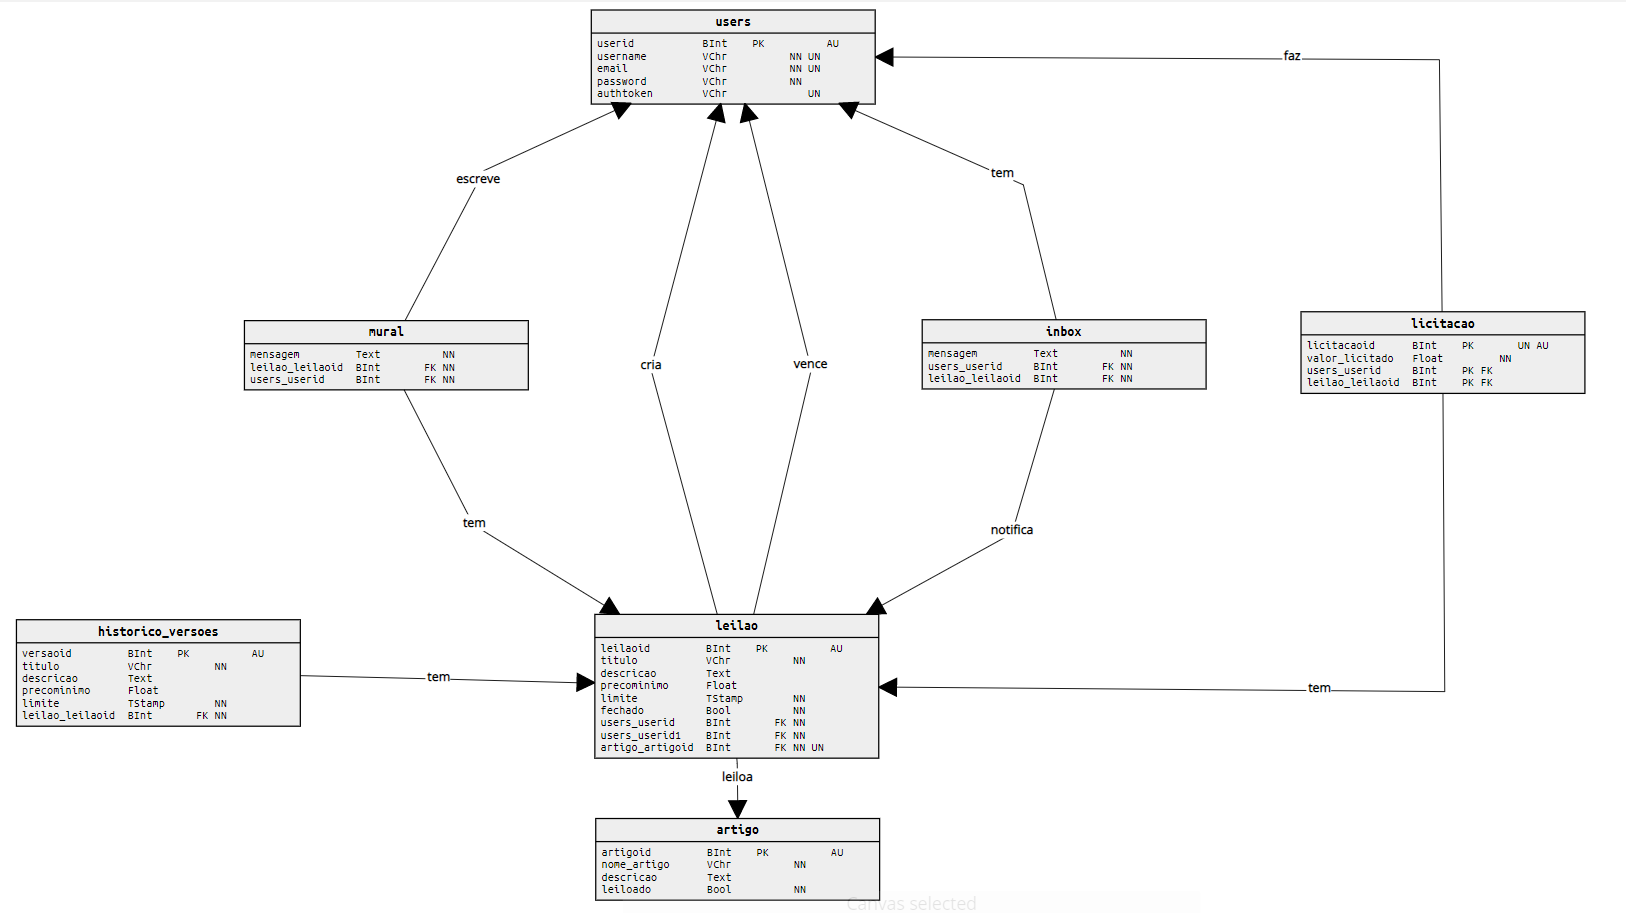 users
userid BInt PK AU
username VChr NN UN
email VChr NN UN
password VChr NN
authtoken VChr UN
faz
escreve
tem
mural
mensagem Text NN
leilao_leilaoid BInt FK NN
users_userid BInt FK NN
cria
vence
inbox
mensagem Text NN
users_userid BInt FK NN
leilao_leilaoid BInt FK NN
licitacao
licitacaoid BInt PK UN AU
valor_licitado Float NN
users_userid BInt PK FK
leilao_leilaoid BInt PK FK
tem
notifica
historico_versoes
versaoid BInt PK AU
titulo VChr NN
descricao Text
precominimo Float
limite TStamp NN
leilao_leilaoid BInt FK NN
tem
leilao
leilaoid BInt PK AU
titulo VChr NN
descricao Text
precominimo Float
limite TStamp NN
fechado Bool NN
users_userid BInt FK NN
users_userid1 BInt FK NN
artigo_artigoid BInt FK NN UN
tem
leiloa
artigo
artigoid BInt PK AU
nome_artigo VChr NN
descricao Text
leiloado Bool NN
Canvas selected